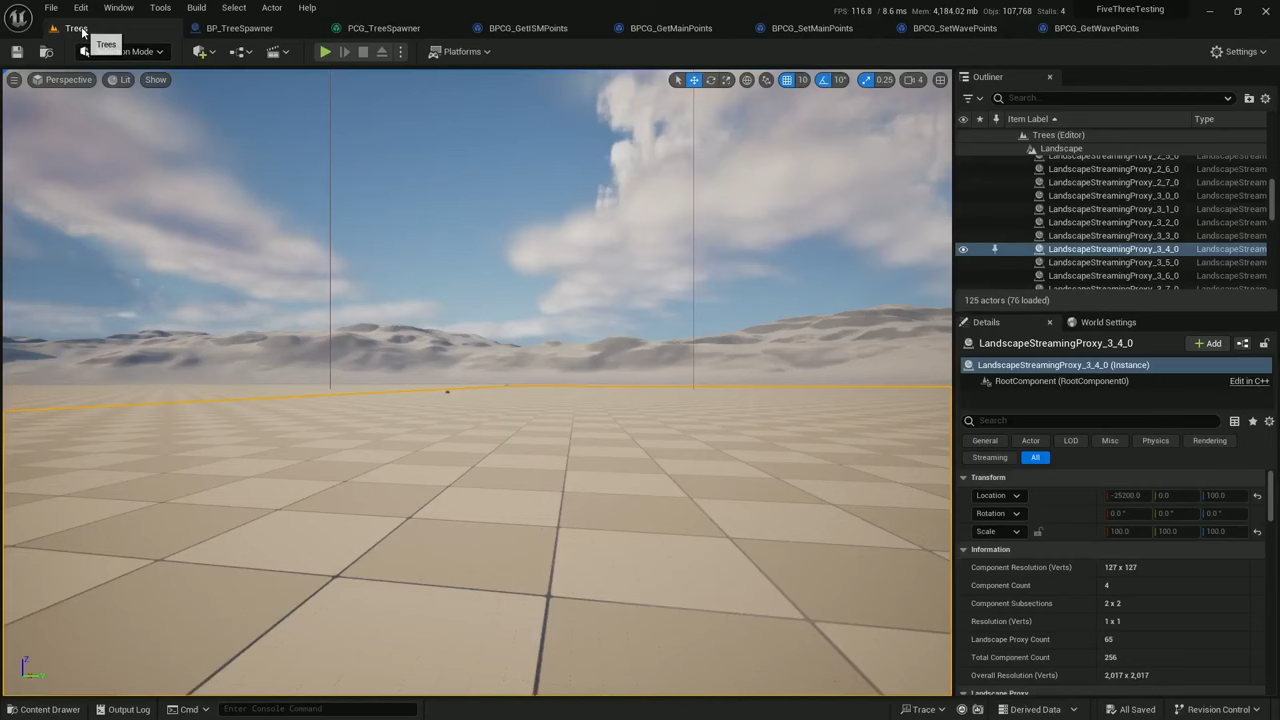 File Edit Window Tools Build Select Actor Help
FPS: 116.8 / 8.6 ms Mem: 4,184.02 mb Objs: 107,768 Stalls: 4
FiveThreeTesting
Trees BP_TreeSpawner PCG_TreeSpawner BPCG_GetISMPoints BPCG_GetMainPoints BPCG_SetMainPoints BPCG_SetWavePoints BPCG_GetWavePoints
Trees
Mode Platforms Settings
Perspective Lit Show 10 10° 0.25 4
Outliner
Search...
Item Label Type
Trees (Editor)
Landscape
LandscapeStreamingProxy_2_5_0 LandscapeStream
LandscapeStreamingProxy_2_6_0 LandscapeStream
LandscapeStreamingProxy_2_7_0 LandscapeStream
LandscapeStreamingProxy_3_0_0 LandscapeStream
LandscapeStreamingProxy_3_1_0 LandscapeStream
LandscapeStreamingProxy_3_2_0 LandscapeStream
LandscapeStreamingProxy_3_3_0 LandscapeStream
LandscapeStreamingProxy_3_4_0 LandscapeStream
LandscapeStreamingProxy_3_5_0 LandscapeStream
LandscapeStreamingProxy_3_6_0 LandscapeStream
LandscapeStreamingProxy_3_7_0 LandscapeStream
125 actors (76 loaded)
Details World Settings
LandscapeStreamingProxy_3_4_0 Add
LandscapeStreamingProxy_3_4_0 (Instance)
RootComponent (RootComponent0) Edit in C++
Search
General Actor LOD Misc Physics Rendering
Streaming All
Transform
Location -25200.0 0.0 100.0
Rotation 0.0 ° 0.0 ° 0.0 °
Scale 100.0 100.0 100.0
Information
Component Resolution (Verts) 127 x 127
Component Count 4
Component Subsections 2 x 2
Resolution (Verts) 1 x 1
Landscape Proxy Count 65
Total Component Count 256
Overall Resolution (Verts) 2,017 x 2,017
Landscape Proxy
Z
Y
Content Drawer Output Log Cmd Enter Console Command Trace Derived Data All Saved Revision Control